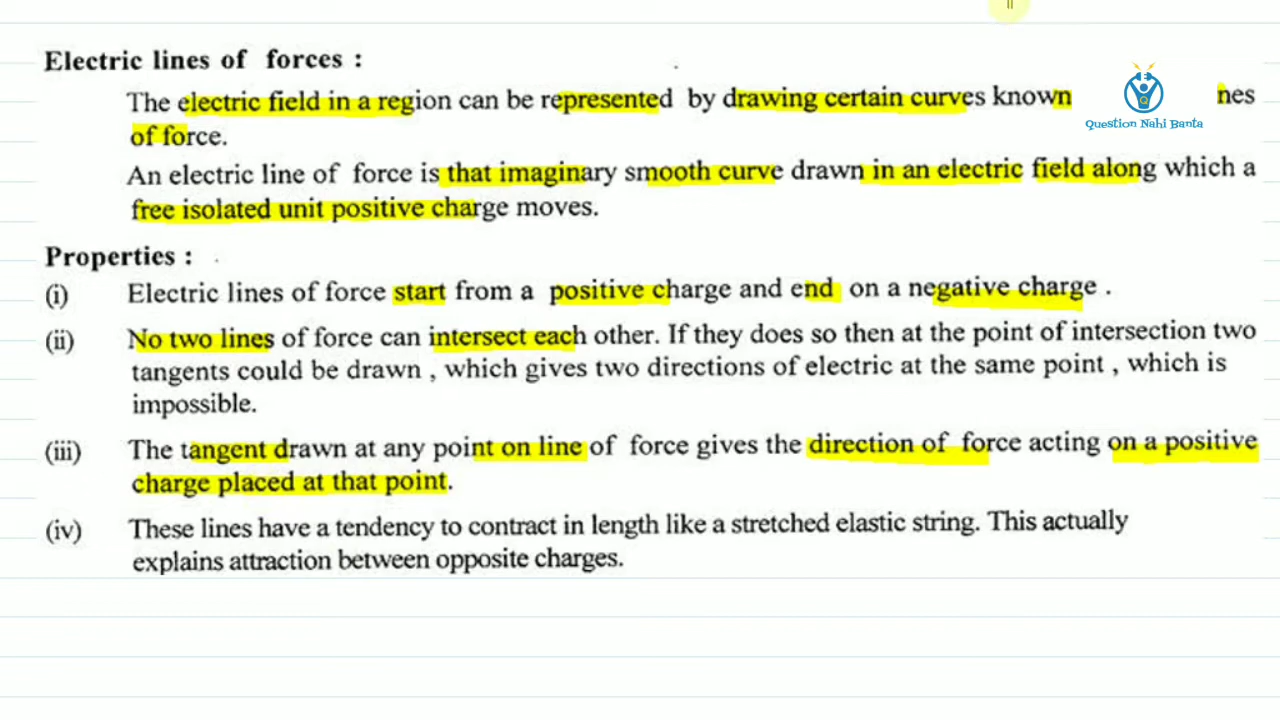 Electric lines of forces :
The electric field in a region can be represented by drawing certain curves known nes
of force.
An electric line of force is that imaginary smooth curve drawn in an electric field along which a
free isolated unit positive charge moves.
Question Nahi Banta
Properties :
(i) Electric lines of force start from a positive charge and end on a negative charge .
(ii) No two lines of force can intersect each other. If they does so then at the point of intersection two
tangents could be drawn , which gives two directions of electric at the same point , which is
impossible.
(iii) The tangent drawn at any point on line of force gives the direction of force acting on a positive
charge placed at that point.
(iv) These lines have a tendency to contract in length like a stretched elastic string. This actually
explains attraction between opposite charges.